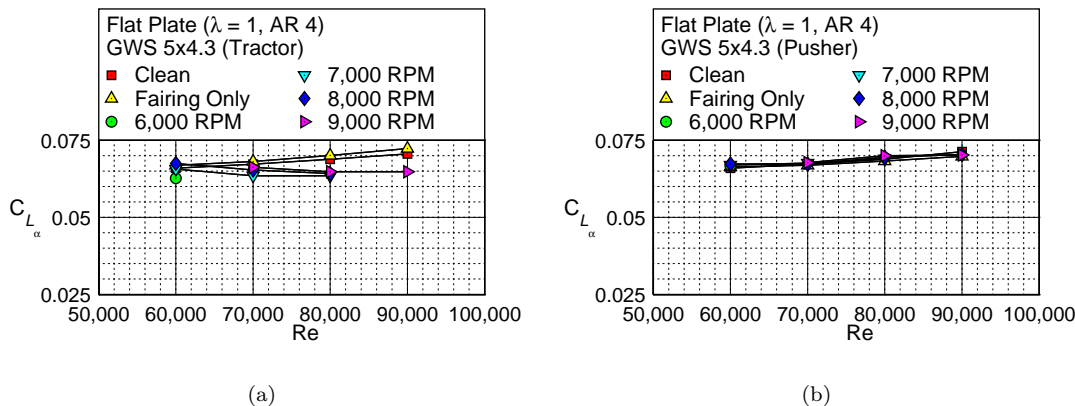 Flat Plate (λ = 1, AR 4)
GWS 5x4.3 (Tractor)
Clean
Fairing Only
6,000 RPM
7,000 RPM
8,000 RPM
9,000 RPM
0.075
0.05
0.025
C_{L_α}
50,000 60,000 70,000 80,000 90,000 100,000
Re
(a)
Flat Plate (λ = 1, AR 4)
GWS 5x4.3 (Pusher)
Clean
Fairing Only
6,000 RPM
7,000 RPM
8,000 RPM
9,000 RPM
0.075
0.05
0.025
C_{L_α}
50,000 60,000 70,000 80,000 90,000 100,000
Re
(b)